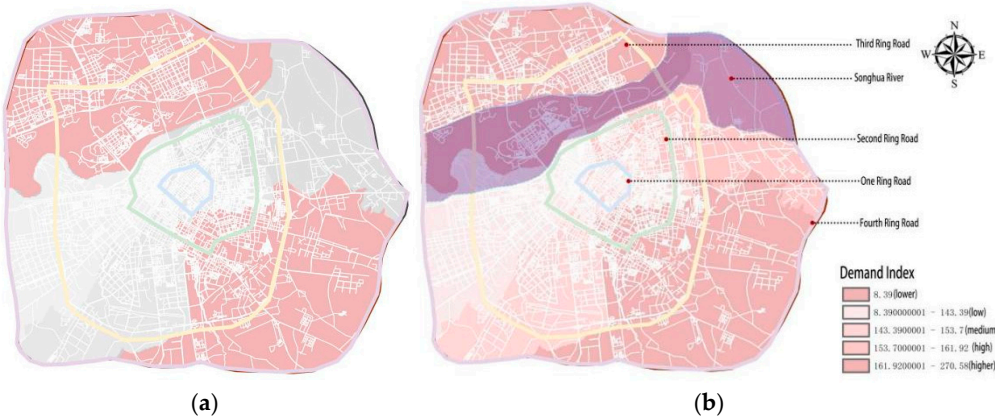 N
W
E
S
Third Ring Road
Songhua River
Second Ring Road
One Ring Road
Fourth Ring Road
Demand Index
8.39(lower)
8.390000001 - 143.39(low)
143.3900001 - 153.7(medium)
153.7000001 - 161.92 (high)
161.9200001 - 270.58(higher)
(a)
(b)